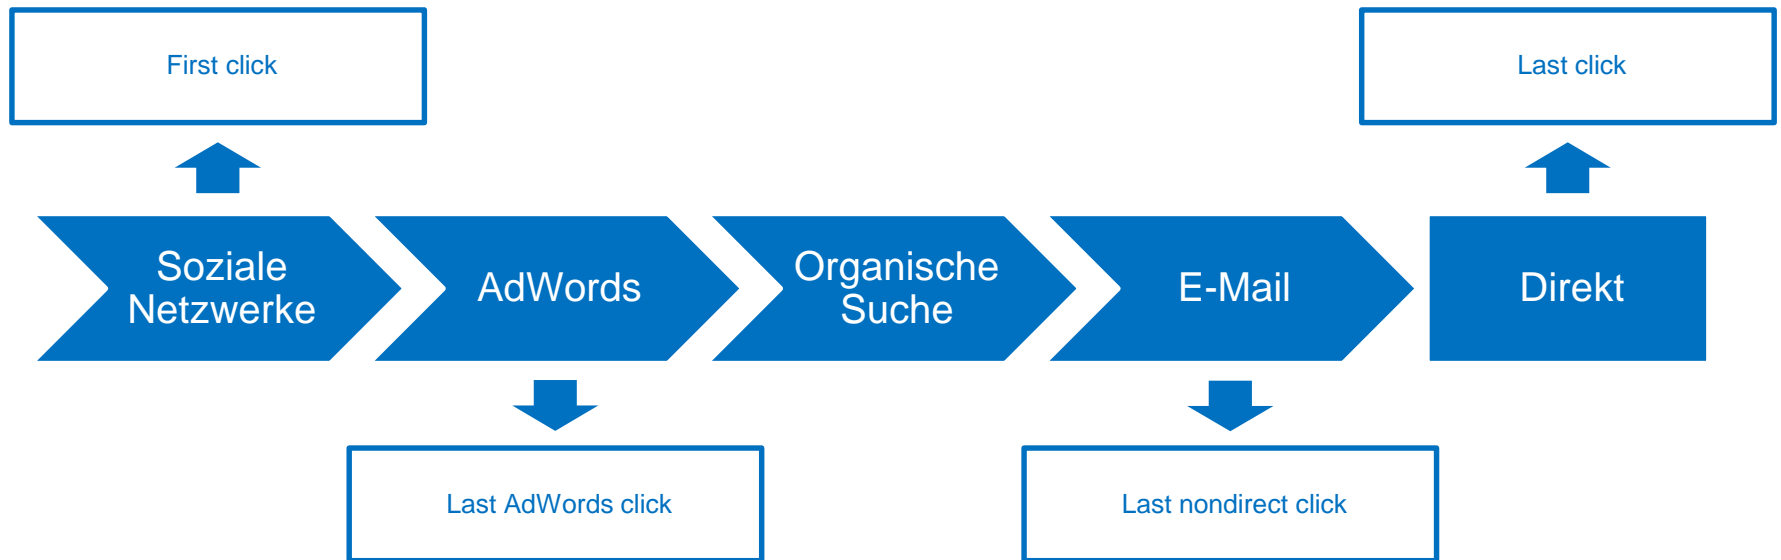 First click
Last click
Soziale
Netzwerke
AdWords
Organische
Suche
E-Mail
Direkt
Last AdWords click
Last nondirect click